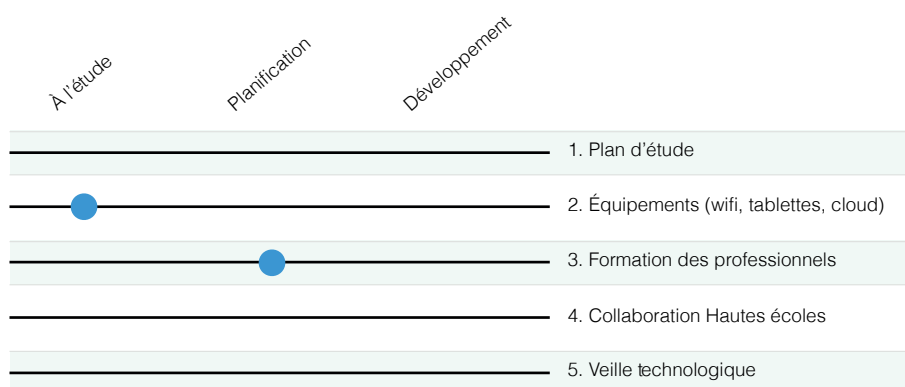 À l'étude
Planification
Développement
1. Plan d'étude
2. Équipements (wifi, tablettes, cloud)
3. Formation des professionnels
4. Collaboration Hautes écoles
5. Veille technologique